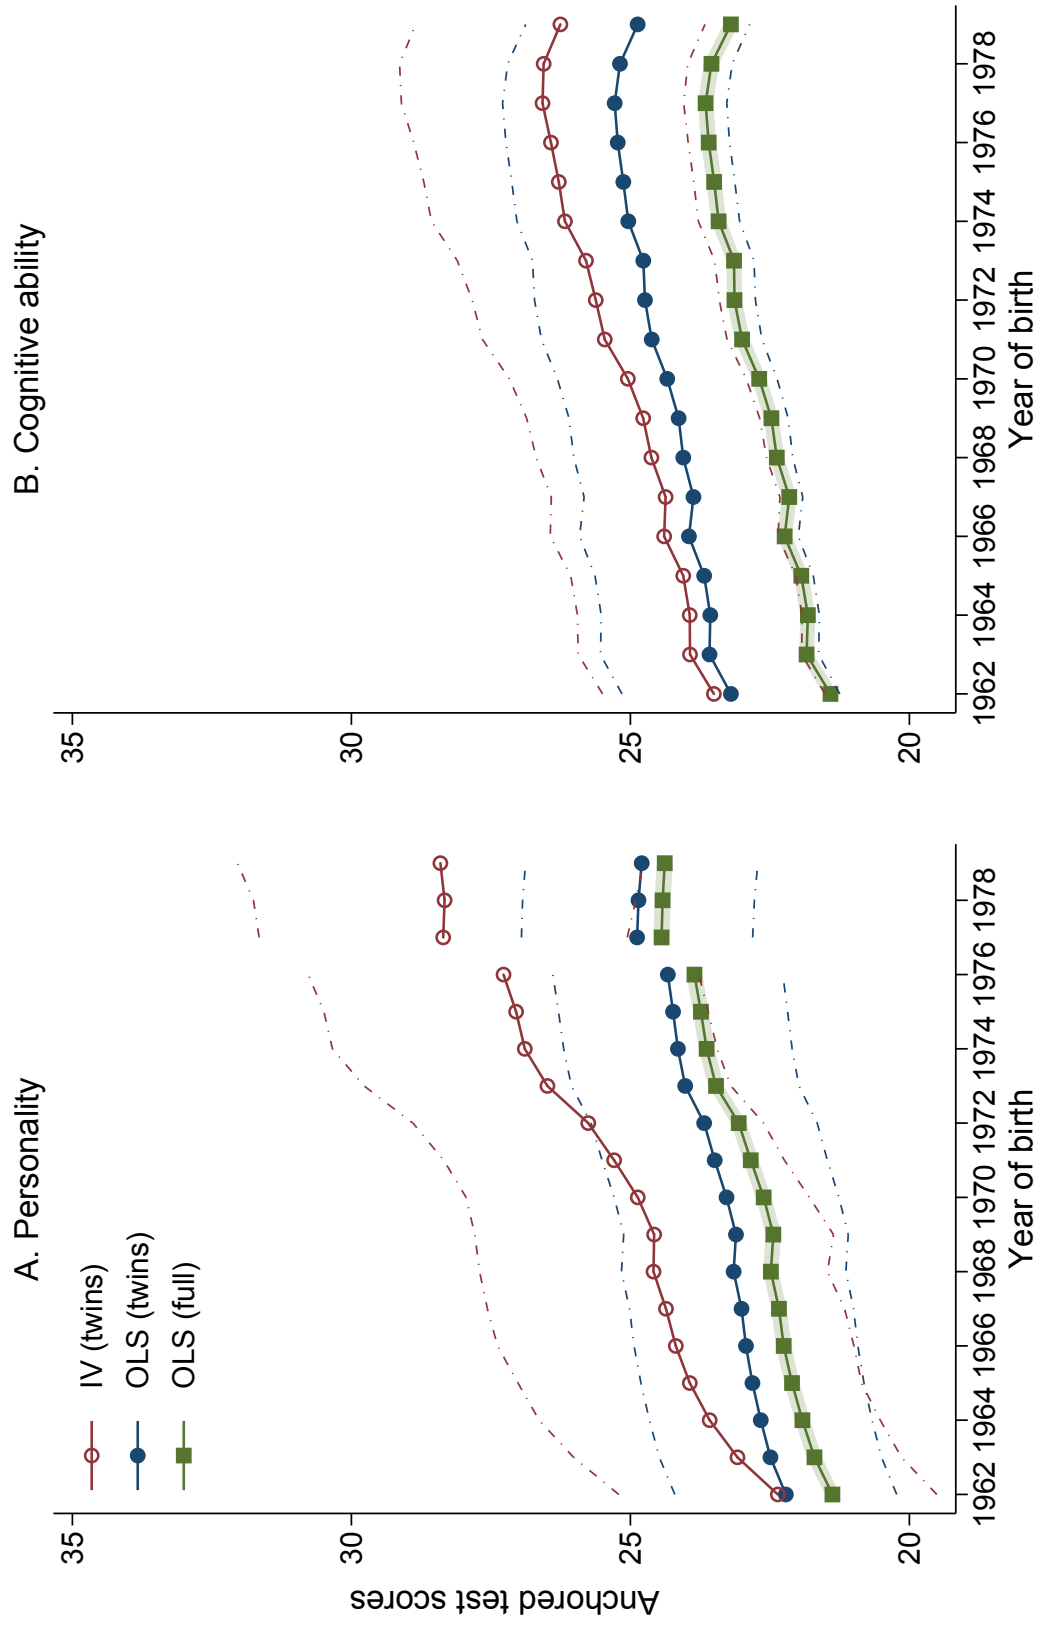 A. Personality
IV (twins)
OLS (twins)
OLS (full)
Anchored test scores
35
30
25
20
1962 1964 1966 1968 1970 1972 1974 1976 1978
Year of birth
B. Cognitive ability
35
30
25
20
1962 1964 1966 1968 1970 1972 1974 1976 1978
Year of birth